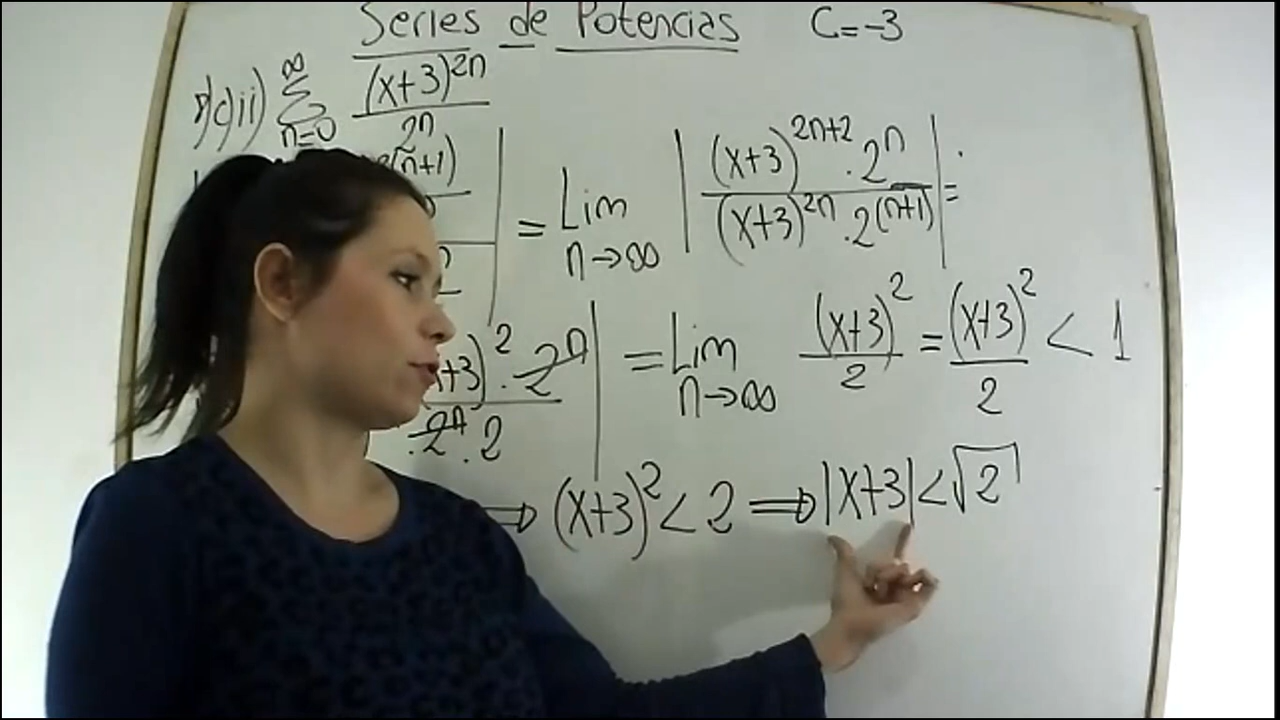 Series de Potencias C=-3
c)ii) ∞ Σ n=0 (x+3)^2n / 2^n
(n+1) | = Lim n→∞ | (x+3)^2n+2 · 2^n / (x+3)^2n · 2^(n+1) | =
+3)^2 · 2^n / · 2^n · 2 | = Lim n→∞ (x+3)^2 / 2 = (x+3)^2 / 2 < 1
⇒ (x+3)^2 < 2 ⇒ |x+3| < √2